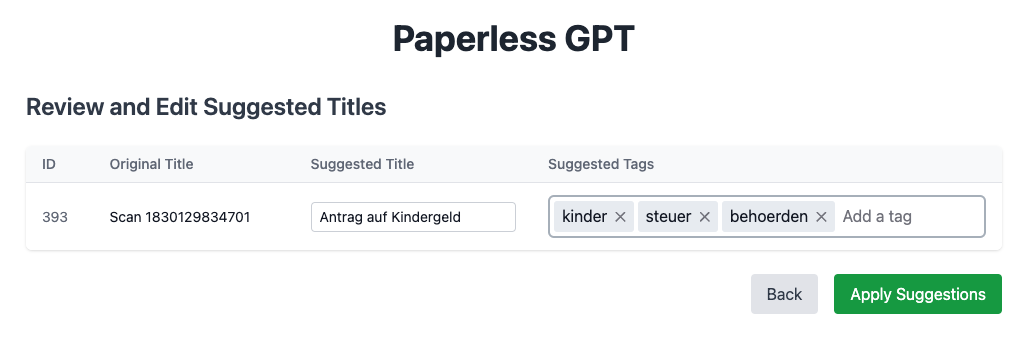 Paperless GPT
Review and Edit Suggested Titles
ID Original Title Suggested Title Suggested Tags
393 Scan 1830129834701 Antrag auf Kindergeld kinder × steuer × behoerden × Add a tag
Back Apply Suggestions